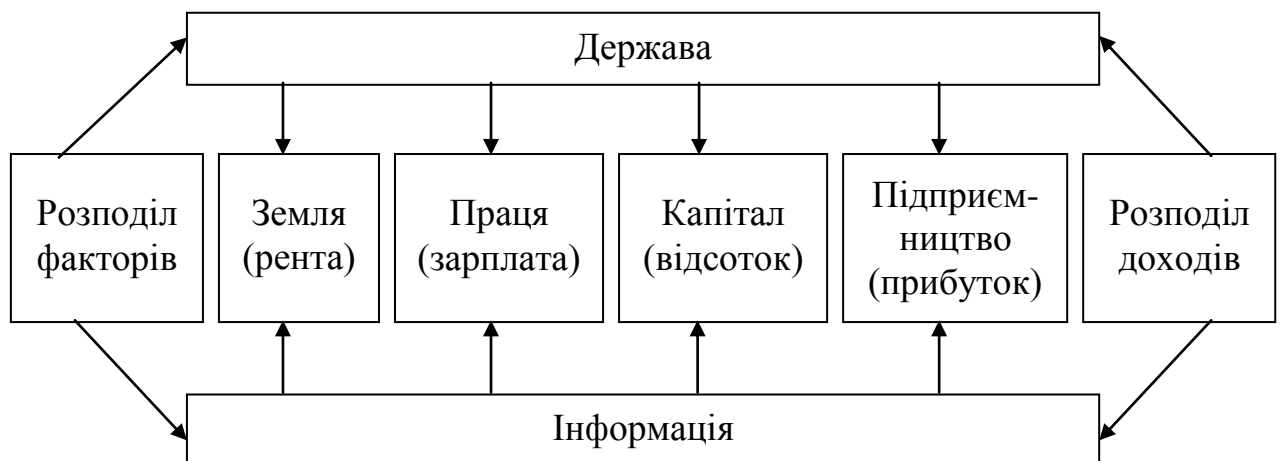 Держава
Розподіл
факторів
Земля
(рента)
Праця
(зарплата)
Капітал
(відсоток)
Підприєм-
ництво
(прибуток)
Розподіл
доходів
Інформація